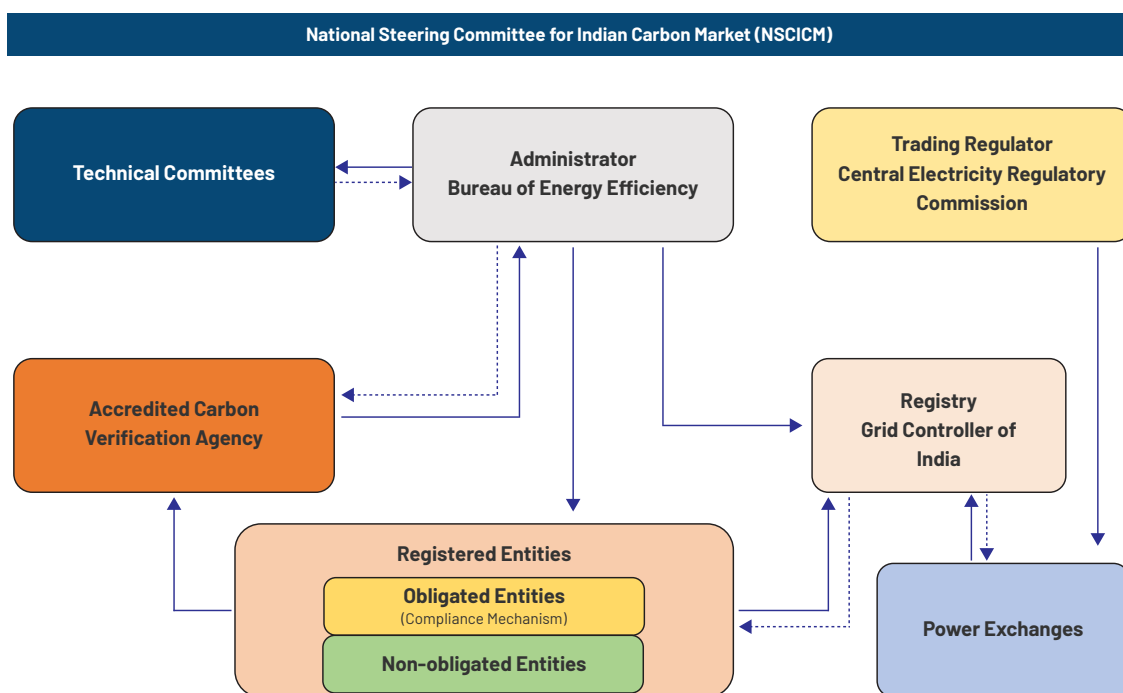 National Steering Committee for Indian Carbon Market (NSCICM)
Technical Committees
Administrator
Bureau of Energy Efficiency
Trading Regulator
Central Electricity Regulatory
Commission
Accredited Carbon
Verification Agency
Registry
Grid Controller of
India
Registered Entities
Obligated Entities
(Compliance Mechanism)
Non-obligated Entities
Power Exchanges